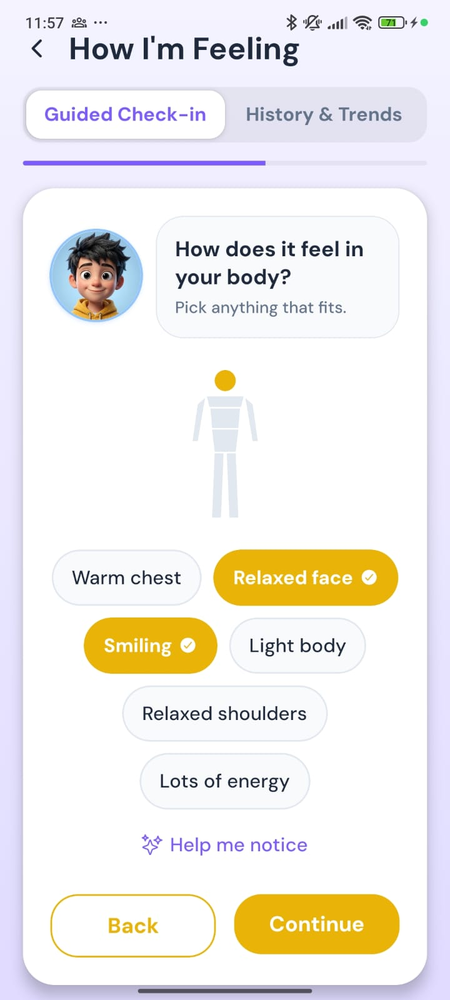 11:57
71
How I'm Feeling
Guided Check-in
History & Trends
How does it feel in
your body?
Pick anything that fits.
Warm chest
Relaxed face
Smiling
Light body
Relaxed shoulders
Lots of energy
Help me notice
Back
Continue